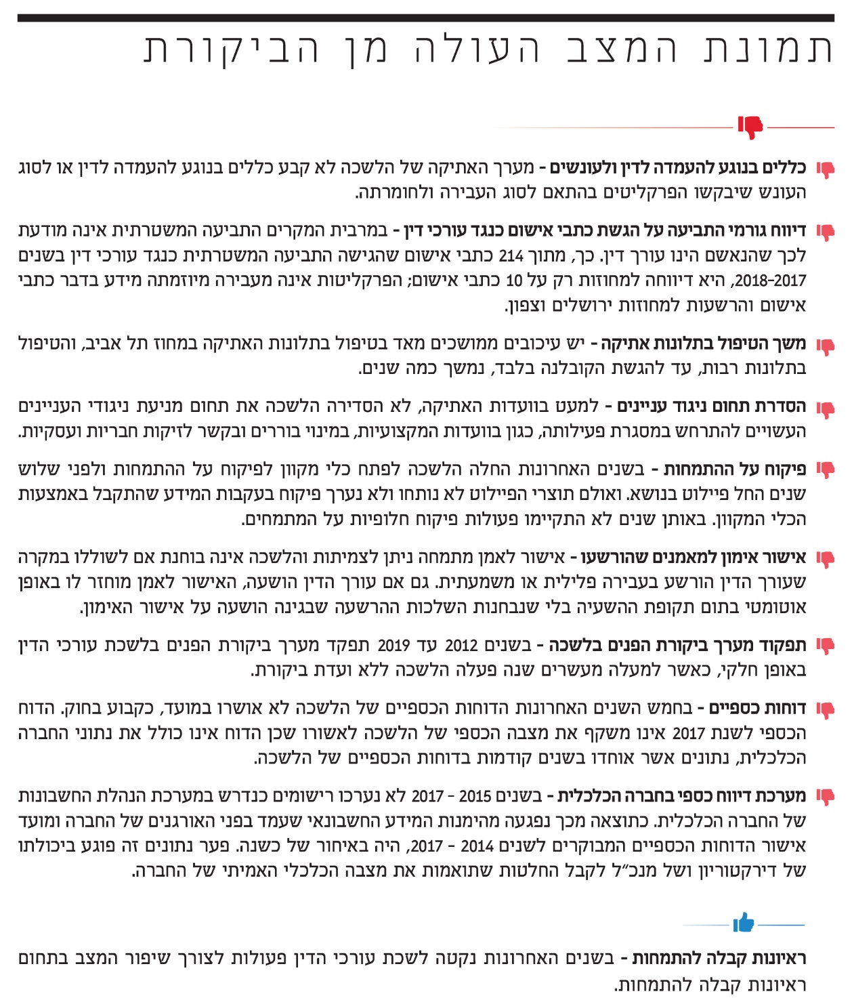 תמונת המצב העולה מן הביקורת
כללים בנוגע להעמדה לדין ולעונשים - מערך האתיקה של הלשכה לא קבע כללים בנוגע להעמדה לדין או לסוג
העונש שיבקשו הפרקליטים בהתאם לסוג העבירה ולחומרתה.
דיווח גורמי התביעה על הגשת כתבי אישום כנגד עורכי דין - במרבית המקרים התביעה המשטרתית אינה מודעת
לכך שהנאשם הינו עורך דין. כך, מתוך 214 כתבי אישום שהגישה התביעה המשטרתית כנגד עורכי דין בשנים
2018-2017, היא דיווחה למחוזות רק על 10 כתבי אישום; הפרקליטות אינה מעבירה מיוזמתה מידע בדבר כתבי
אישום והרשעות למחוזות ירושלים וצפון.
משך הטיפול בתלונות אתיקה - יש עיכובים ממושכים מאד בטיפול בתלונות האתיקה במחוז תל אביב, והטיפול
בתלונות רבות, עד להגשת הקובלנה בלבד, נמשך כמה שנים.
הסדרת תחום ניגוד עניינים - למעט בוועדות האתיקה, לא הסדירה הלשכה את תחום מניעת ניגודי העניינים
העשויים להתרחש במסגרת פעילותה, כגון בוועדות המקצועיות, במינוי בוררים ובקשר לזיקות חבריות ועסקיות.
פיקוח על ההתמחות - בשנים האחרונות החלה הלשכה לפתח כלי מקוון לפיקוח על ההתמחות ולפני שלוש
שנים החל פיילוט בנושא. ואולם תוצרי הפיילוט לא נותחו ולא נערך פיקוח בעקבות המידע שהתקבל באמצעות
הכלי המקוון. באותן שנים לא התקיימו פעולות פיקוח חלופיות על המתמחים.
אישור אימון למאמנים שהורשעו - אישור לאמן מתמחה ניתן לצמיתות והלשכה אינה בוחנת אם לשוללו במקרה
שעורך הדין הורשע בעבירה פלילית או משמעתית. גם אם עורך הדין הושעה, האישור לאמן מוחזר לו באופן
אוטומטי בתום תקופת ההשעיה בלי שנבחנות השלכות ההרשעה שבגינה הושעה על אישור האימון.
תפקוד מערך ביקורת הפנים בלשכה - בשנים 2012 עד 2019 תפקד מערך ביקורת הפנים בלשכת עורכי הדין
באופן חלקי, כאשר למעלה מעשרים שנה פעלה הלשכה ללא ועדת ביקורת.
דוחות כספיים - בחמש השנים האחרונות הדוחות הכספיים של הלשכה לא אושרו במועד, כקבוע בחוק. הדוח
הכספי לשנת 2017 אינו משקף את מצבה הכספי של הלשכה לאשורו שכן הדוח אינו כולל את נתוני החברה
הכלכלית, נתונים אשר אוחדו בשנים קודמות בדוחות הכספיים של הלשכה.
מערכת דיווח כספי בחברה הכלכלית - בשנים 2015 - 2017 לא נערכו רישומים כנדרש במערכת הנהלת החשבונות
של החברה הכלכלית. כתוצאה מכך נפגעה מהימנות המידע החשבונאי שעמד בפני האורגנים של החברה ומועד
אישור הדוחות הכספיים המבוקרים לשנים 2014 - 2017, היה באיחור של כשנה. פער נתונים זה פוגע ביכולתו
של דירקטוריון ושל מנכ"ל לקבל החלטות שתואמות את מצבה הכלכלי האמיתי של החברה.
ראיונות קבלה להתמחות - בשנים האחרונות נקטה לשכת עורכי הדין פעולות לצורך שיפור המצב בתחום
ראיונות קבלה להתמחות.